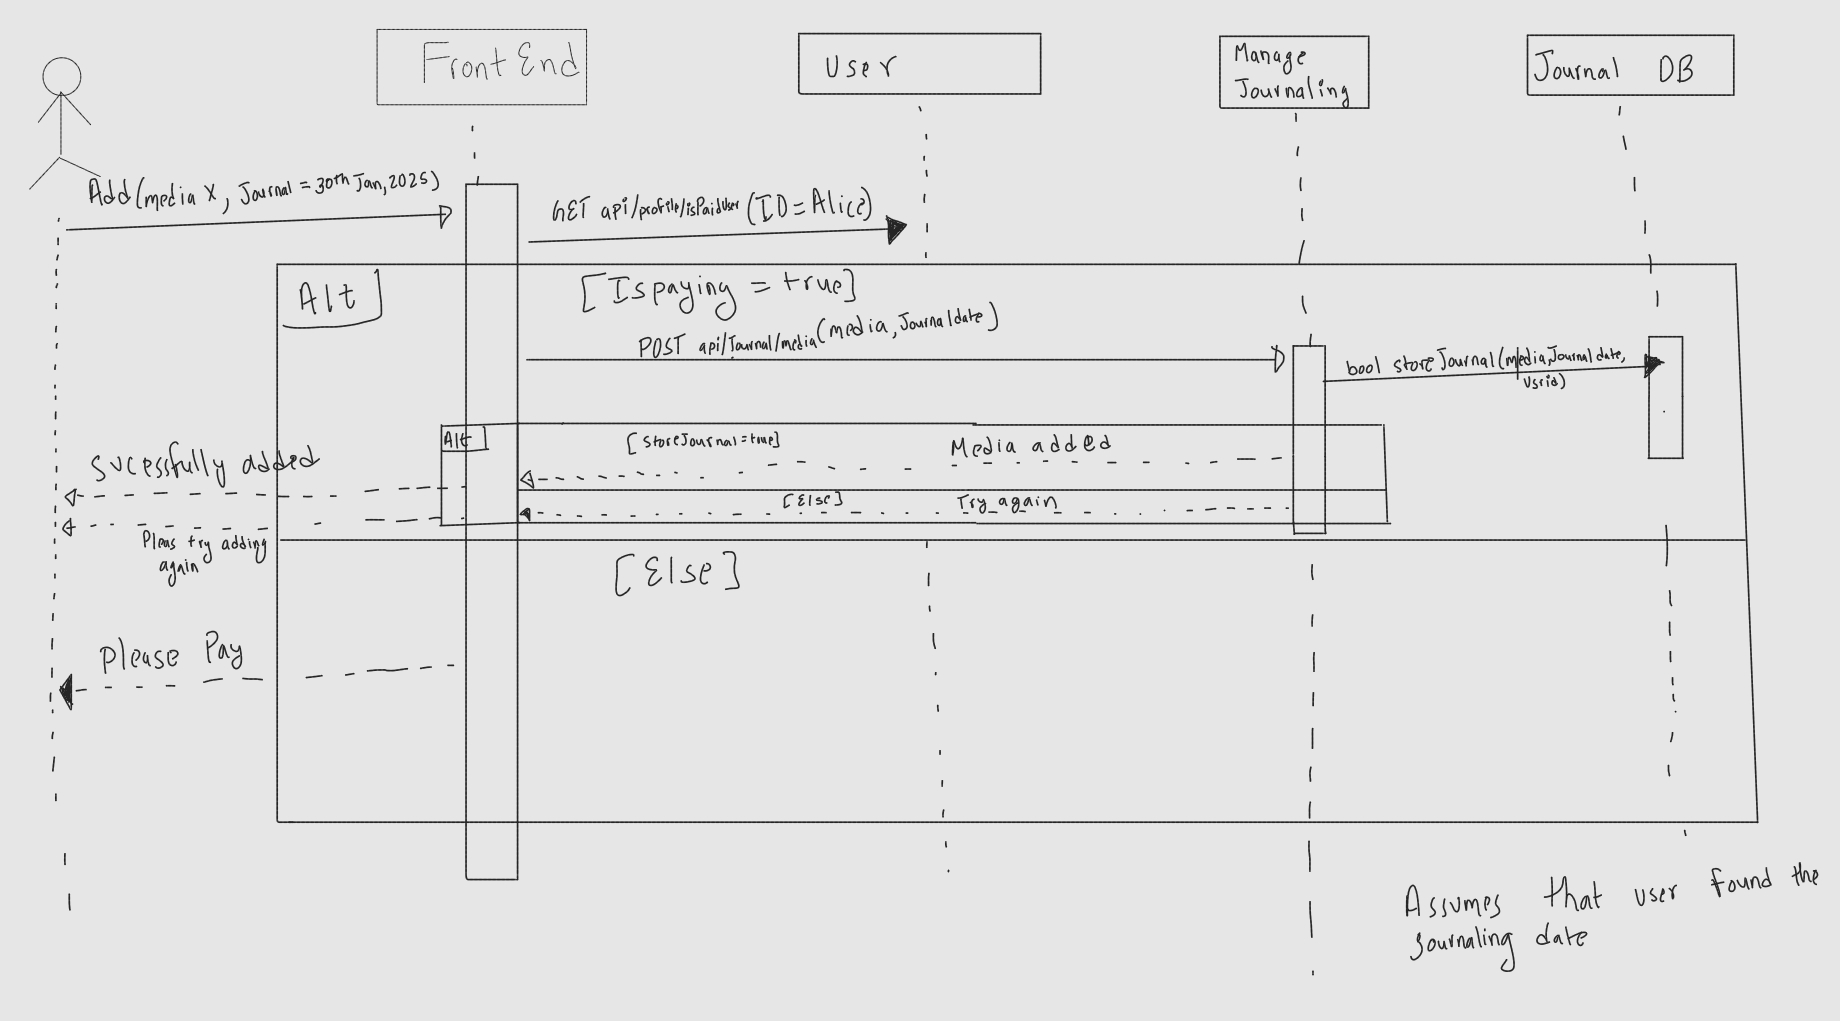 Front End
User
Manage
Journaling
Journal DB
Add(media X, Journal = 30th Jan, 2025)
GET api/profile/isPaidUser (ID=Alice)
Alt
[Ispaying = true]
POST api/Journal/media(media, Journaldate)
bool storeJournal(media,Journal date,
Usrid)
Alt
[StoreJournal=true]
Media added
Sucessfully added
[Else]
Try again
Pleas try adding
again
[Else]
Please Pay
Assumes that user found the
journaling date